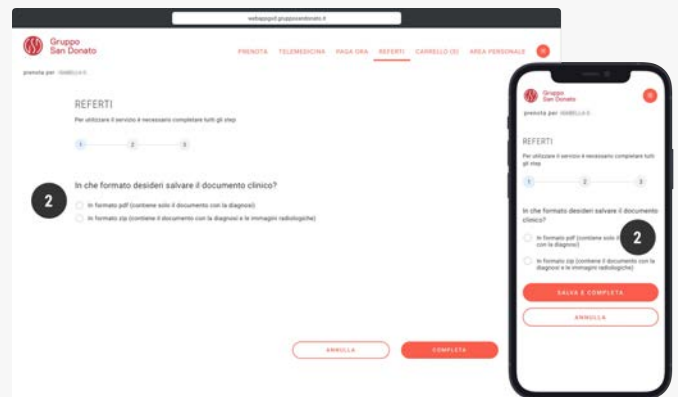 webappgsd.grupposandonato.it
Gruppo
San Donato
PRENOTA TELEMEDICINA PAGA ORA REFERTI CARRELLO (0) AREA PERSONALE
prenota per ISABELLA G.
REFERTI
Per utilizzare il servizio è necessario completare tutti gli step
1 2 3
In che formato desideri salvare il documento clinico?
2
In formato pdf (contiene solo il documento con la diagnosi)
In formato zip (contiene il documento con la diagnosi e le immagini radiologiche)
ANNULLA COMPLETA
Gruppo
San Donato
prenota per ISABELLA G.
REFERTI
Per utilizzare il servizio è necessario completare tutti
gli step
1 2 3
In che formato desideri salvare il documento
clinico?
In formato pdf (contiene solo il
con la diagnosi)
2
In formato zip (contiene il documento con la
diagnosi e le immagini radiologiche)
SALVA E COMPLETA
ANNULLA